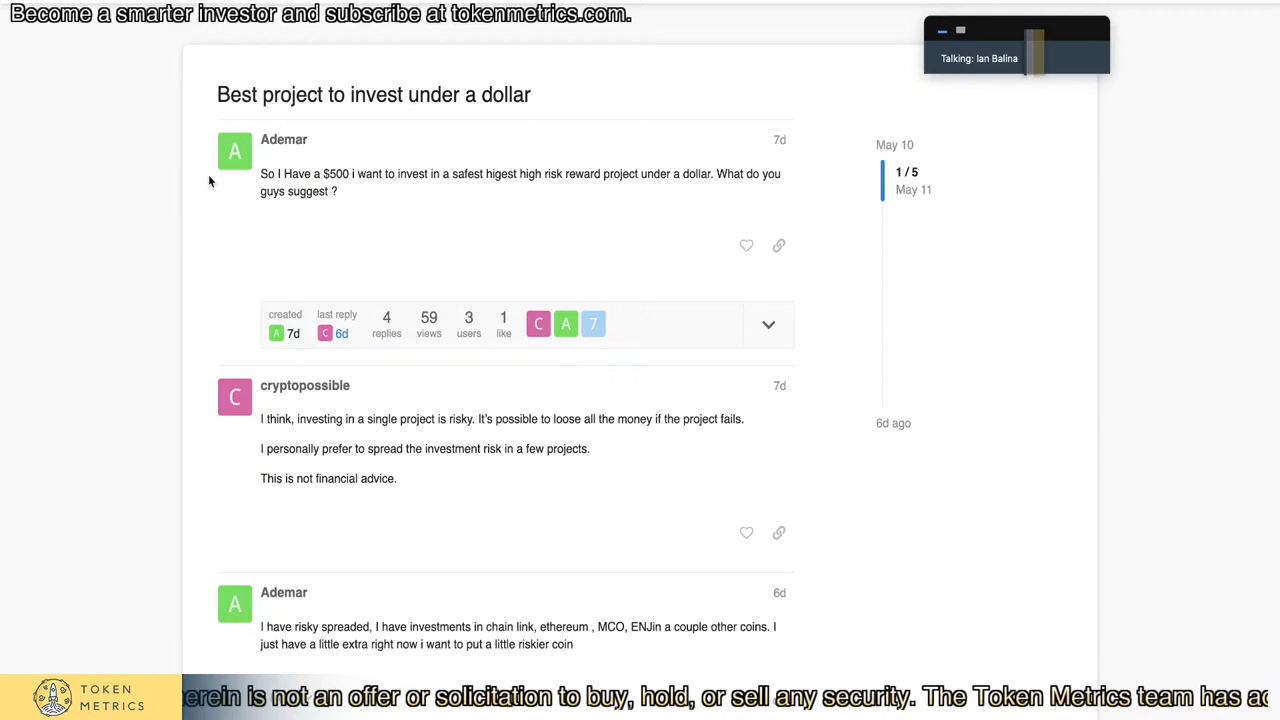 Become a smarter investor and subscribe at tokenmetrics.com.
Talking: Ian Balina
Best project to invest under a dollar
A
Ademar
7d
So I Have a $500 i want to invest in a safest higest high risk reward project under a dollar. What do you
guys suggest ?
May 10
1 / 5
May 11
created
last reply
4
59
3
1
C A 7
A 7d
C 6d
replies
views
users
like
C
cryptopossible
7d
I think, investing in a single project is risky. It's possible to loose all the money if the project fails.
6d ago
I personally prefer to spread the investment risk in a few projects.
This is not financial advice.
A
Ademar
6d
I have risky spreaded, I have investments in chain link, ethereum , MCO, ENJin a couple other coins. I
just have a little extra right now i want to put a little riskier coin
TOKEN
METRICS
erein is not an offer or solicitation to buy, hold, or sell any security. The Token Metrics team has